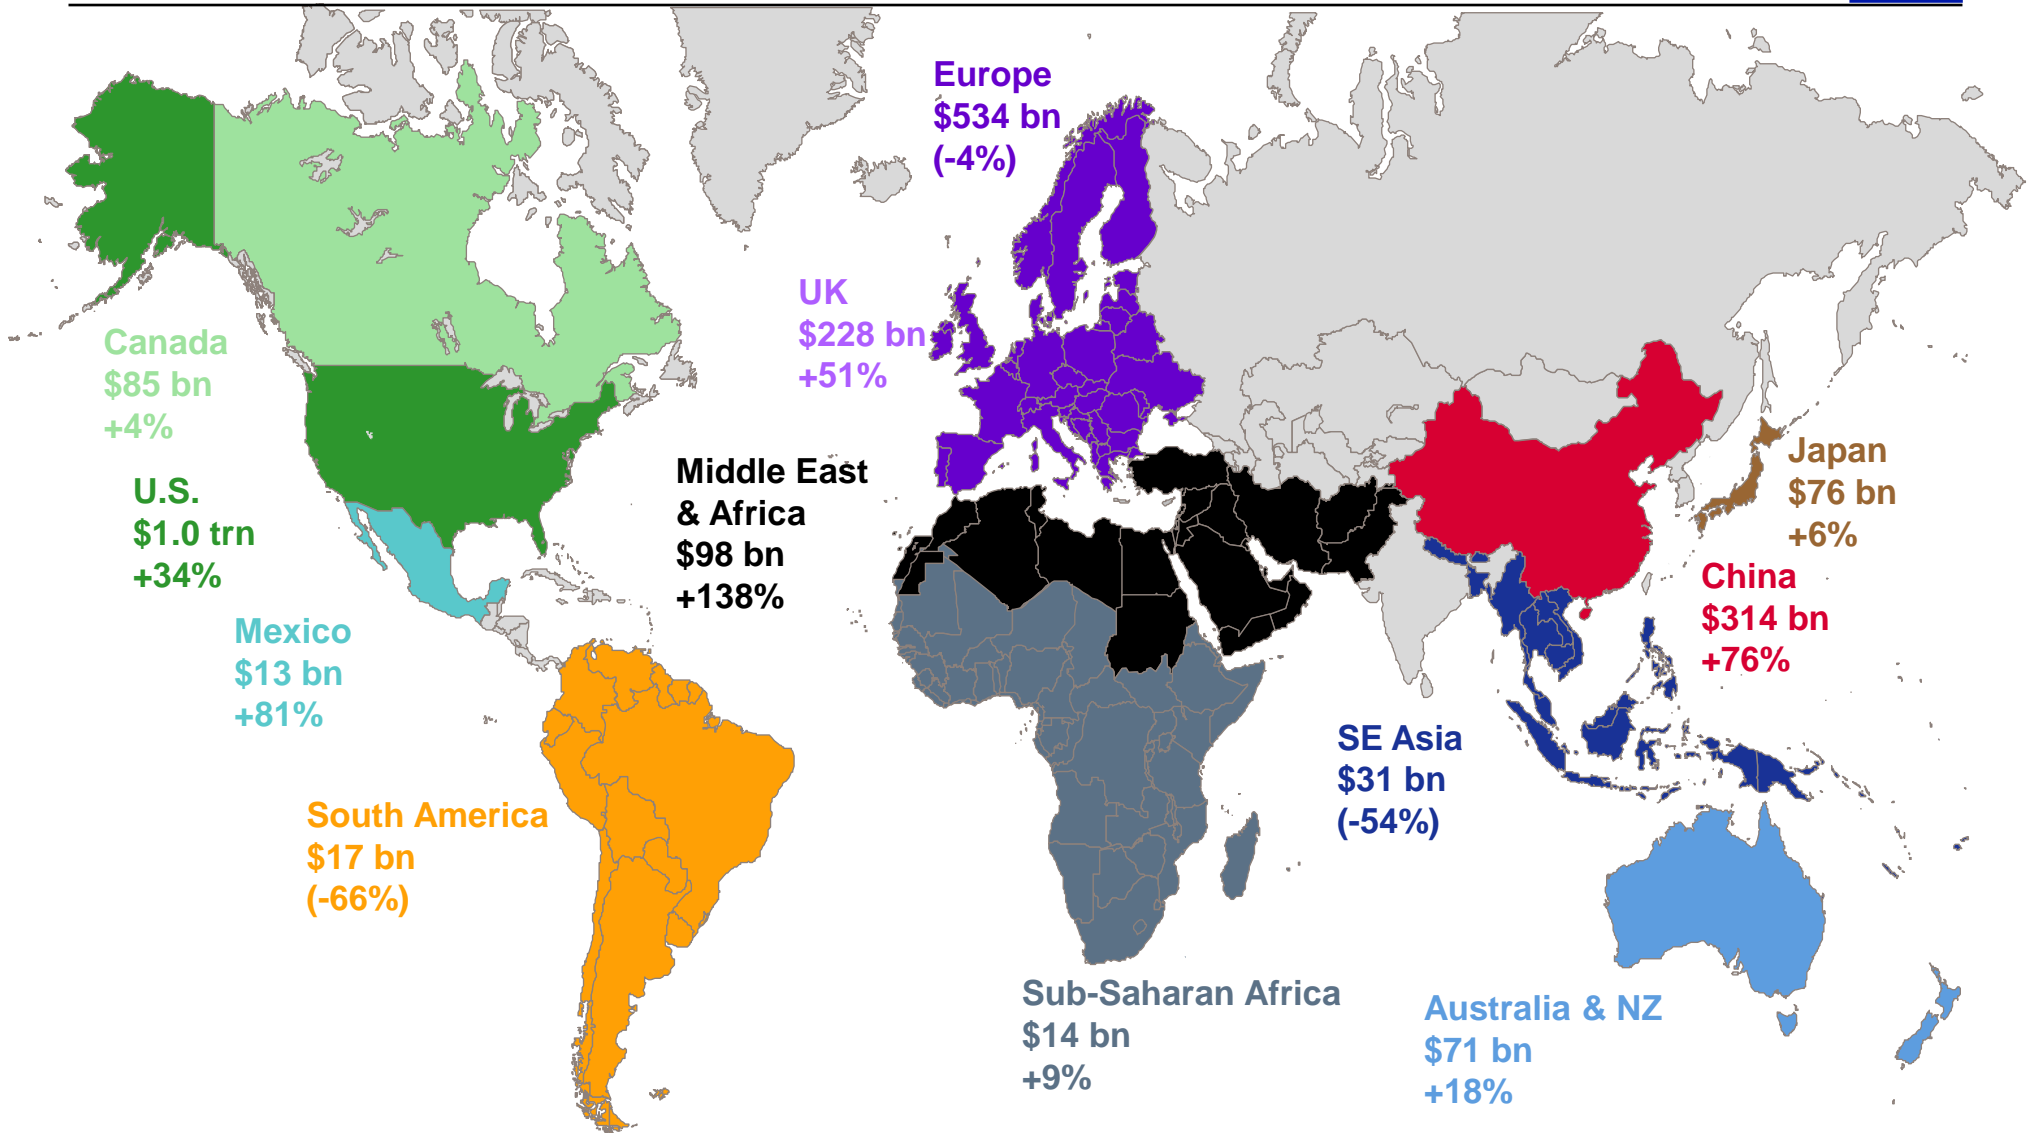 Europe
$534 bn
(-4%)
UK
$228 bn
+51%
Canada
$85 bn
+4%
U.S.
$1.0 trn
+34%
Mexico
$13 bn
+81%
Middle East
& Africa
$98 bn
+138%
Japan
$76 bn
+6%
China
$314 bn
+76%
SE Asia
$31 bn
(-54%)
South America
$17 bn
(-66%)
Sub-Saharan Africa
$14 bn
+9%
Australia & NZ
$71 bn
+18%